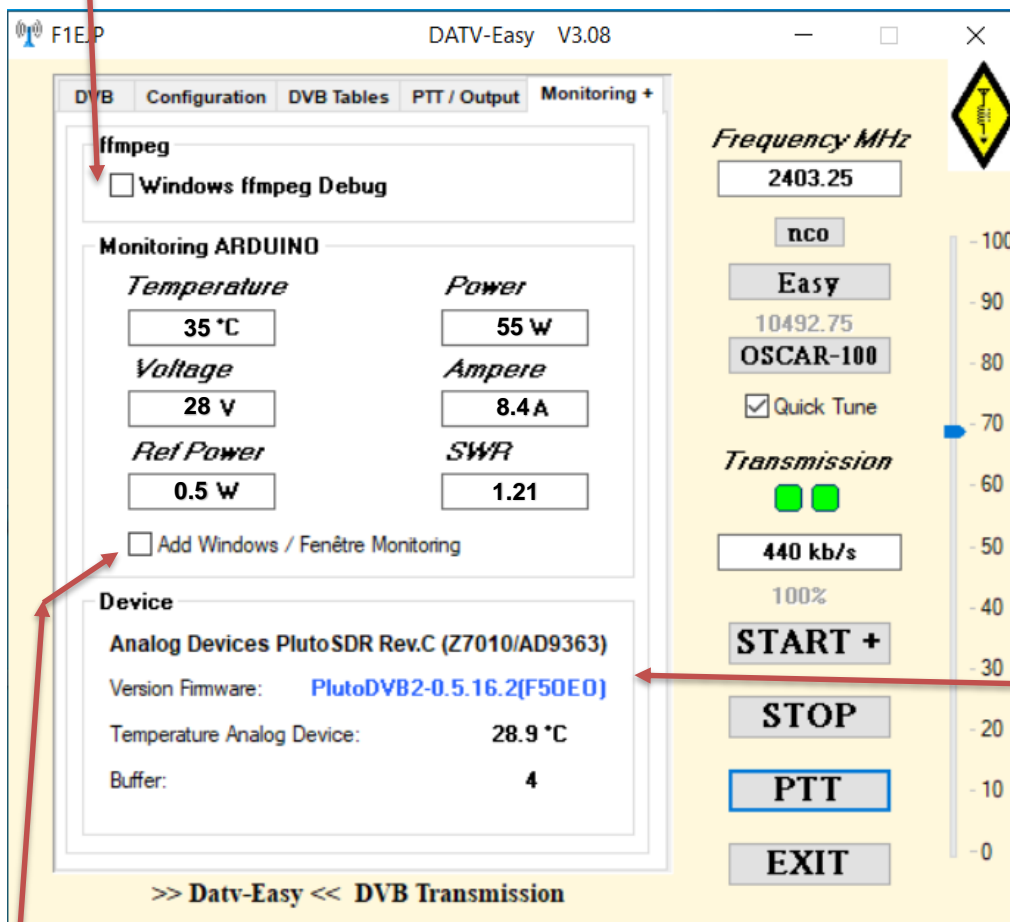 F1EJP DATV-Easy V3.08
DVB Configuration DVB Tables PTT / Output Monitoring +
ffmpeg
Windows ffmpeg Debug
Monitoring ARDUINO
Temperature Power
35 °C 55 W
Voltage Ampere
28 V 8.4 A
Ref Power SWR
0.5 W 1.21
Add Windows / Fenêtre Monitoring
Device
Analog Devices PlutoSDR Rev.C (Z7010/AD9363)
Version Firmware: PlutoDVB2-0.5.16.2(F5OEO)
Temperature Analog Device: 28.9 °C
Buffer: 4
>> Datv-Easy << DVB Transmission
Frequency MHz
2403.25
nco
Easy
10492.75
OSCAR-100
Quick Tune
Transmission
440 kb/s
100%
START +
STOP
PTT
EXIT
100
90
80
70
60
50
40
30
20
10
0